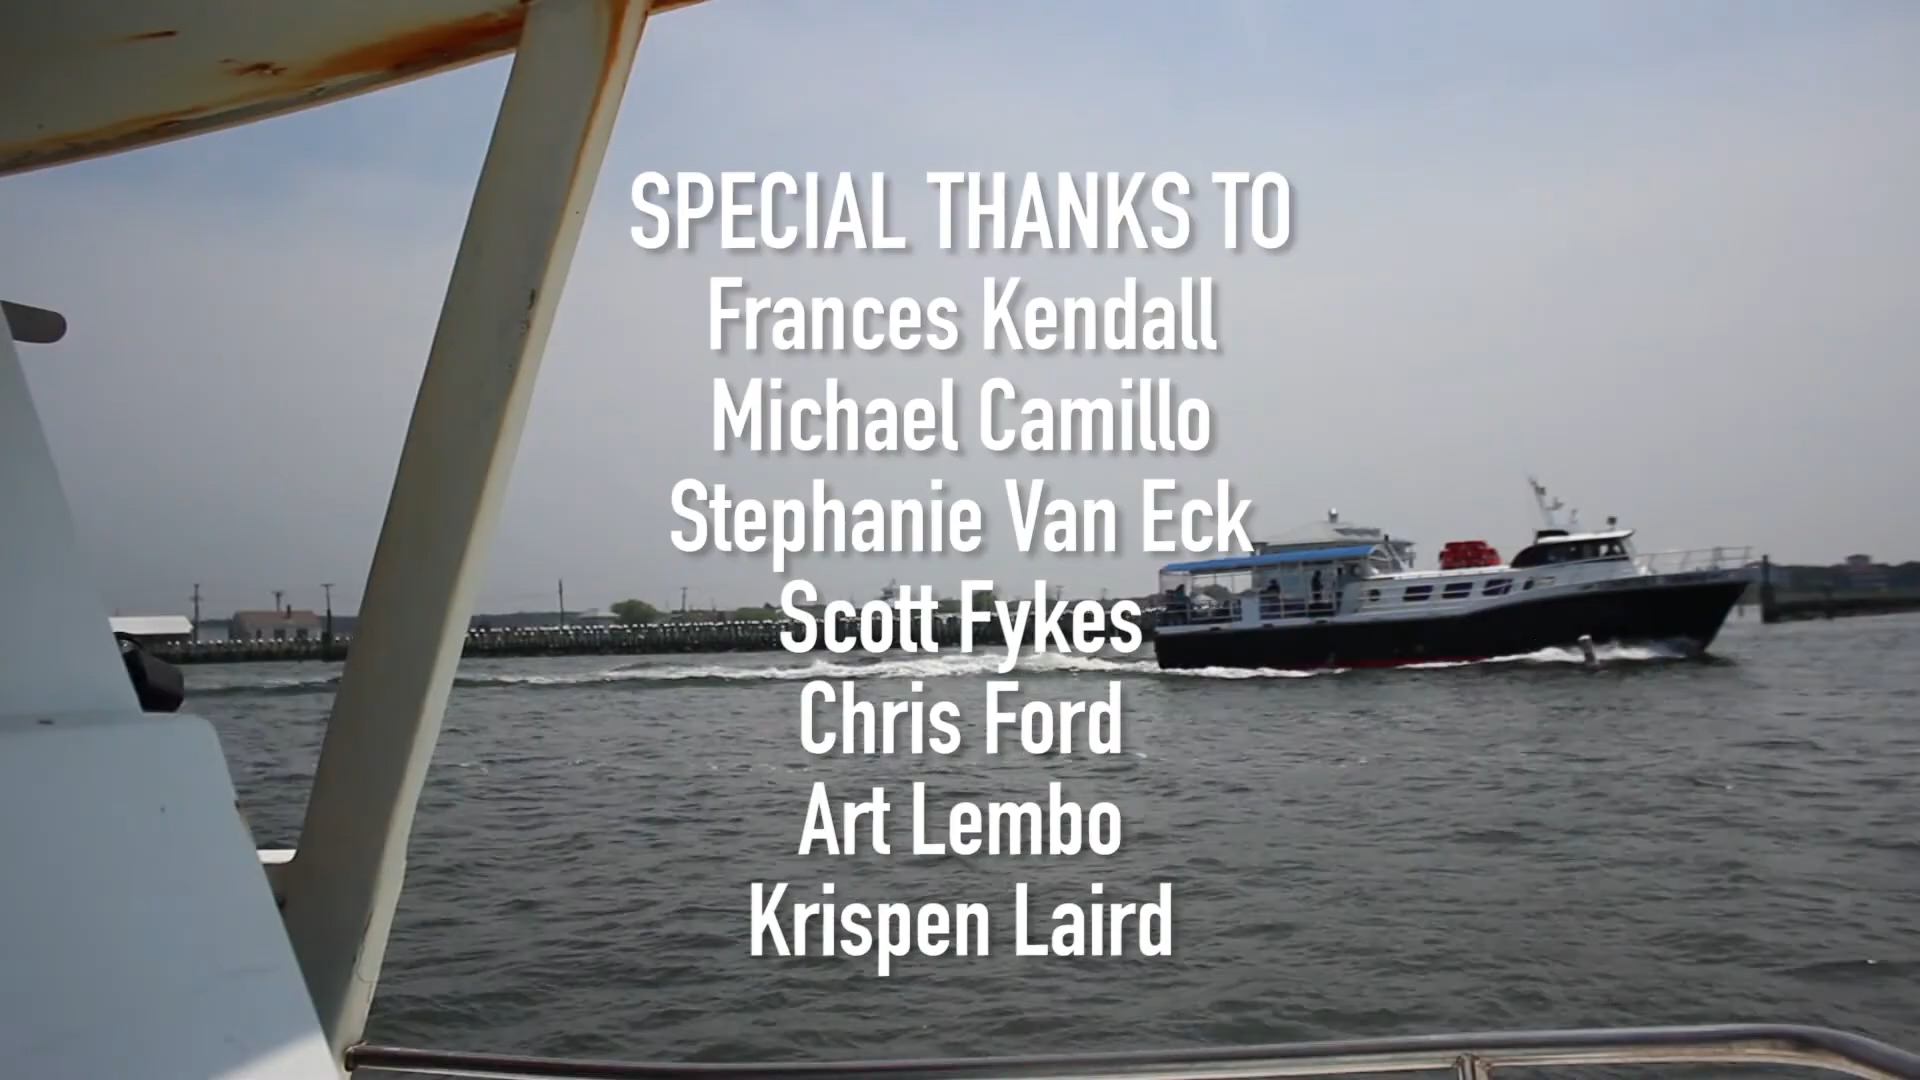 SPECIAL THANKS TO
Frances Kendall
Michael Camillo
Stephanie Van Eck
Scott Fykes
Chris Ford
Art Lembo
Krispen Laird